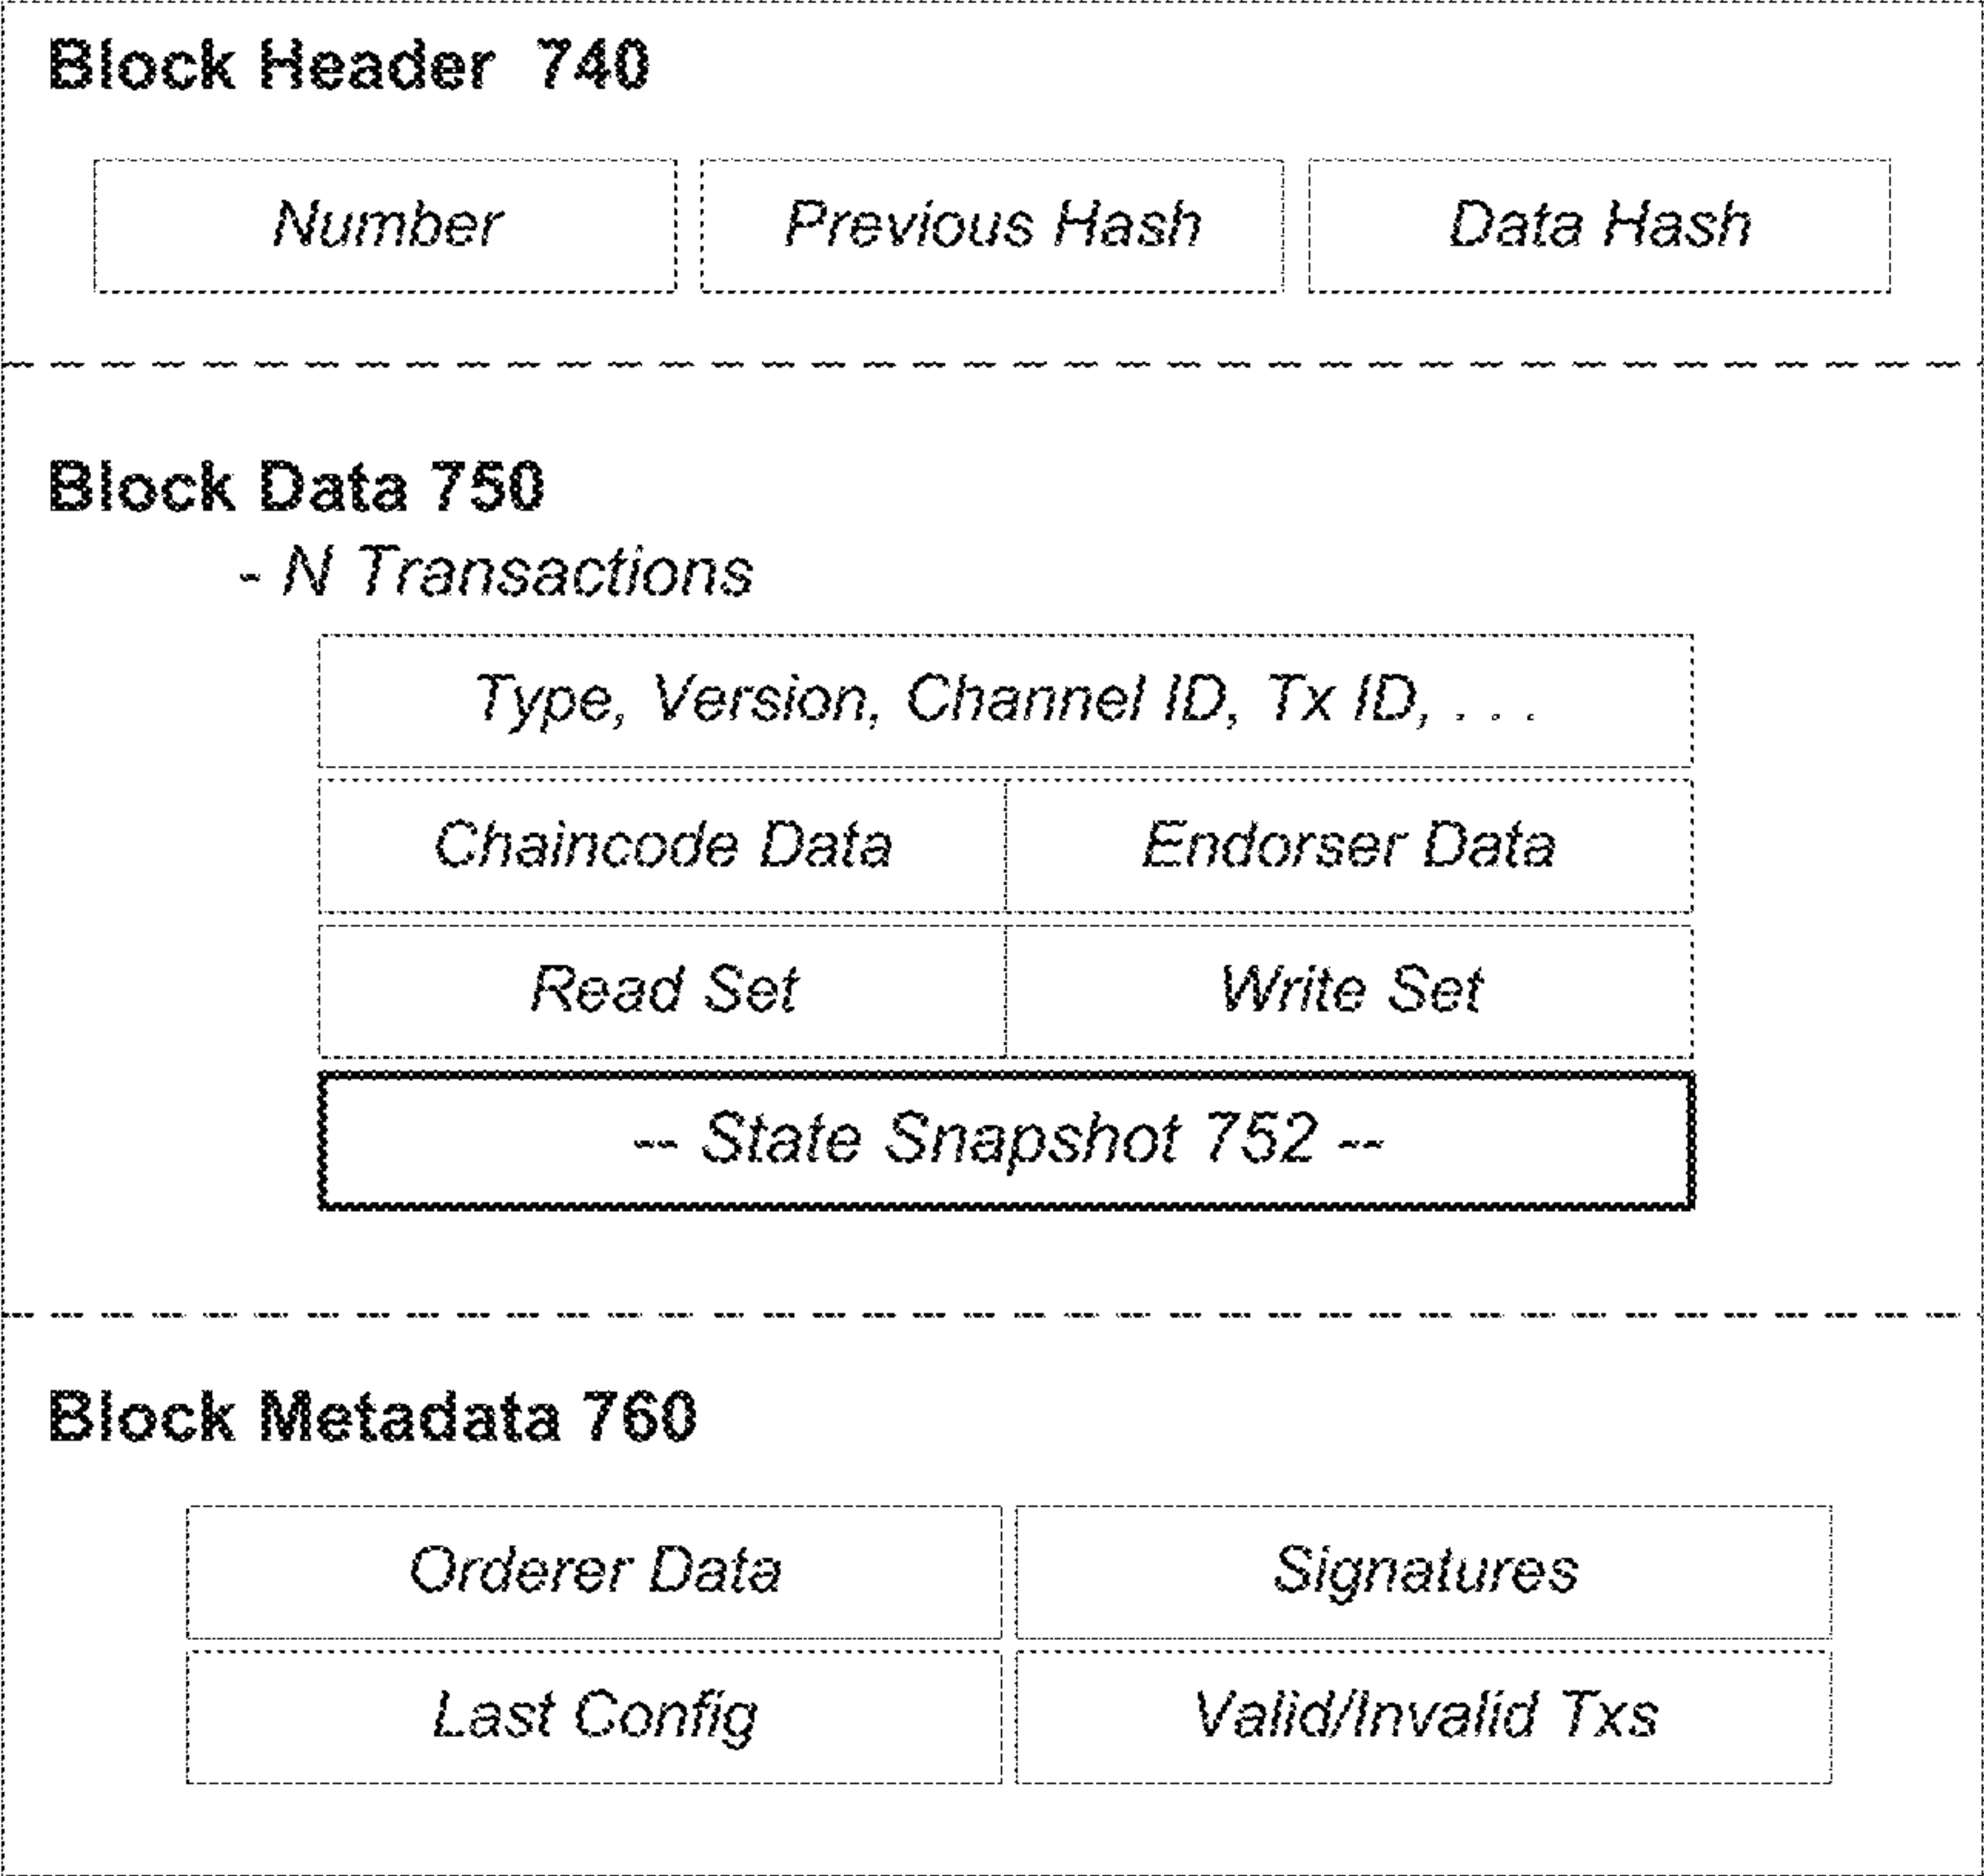 Block Header 740
Number Previous Hash Data Hash
Block Data 750
- N Transactions
Type, Version, Channel ID, Tx ID, . . .
Chaincode Data Endorser Data
Read Set Write Set
-- State Snapshot 752 --
Block Metadata 760
Orderer Data Signatures
Last Config Valid/Invalid Txs